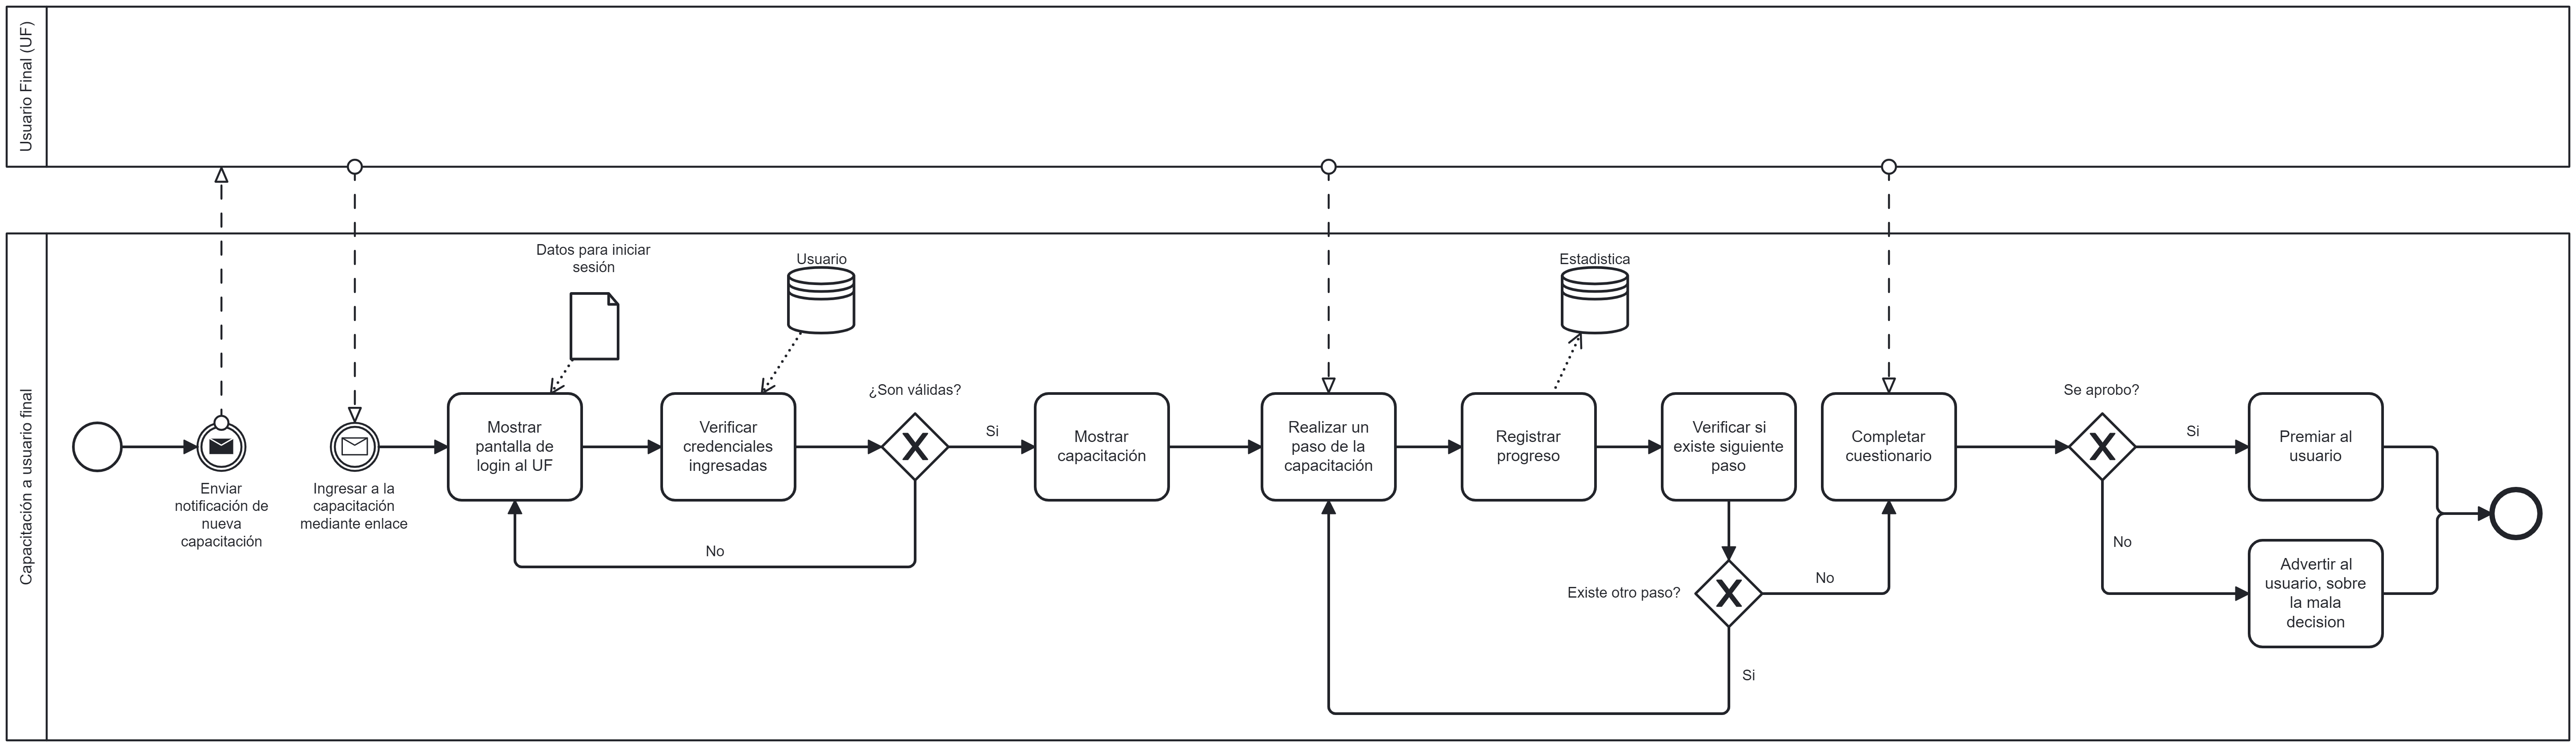 Usuario Final (UF)
Capacitación a usuario final
Enviar
notificación de
nueva
capacitación
Ingresar a la
capacitación
mediante enlace
Datos para iniciar
sesión
Mostrar
pantalla de
login al UF
Usuario
Verificar
credenciales
ingresadas
¿Son válidas?
Si
No
Mostrar
capacitación
Realizar un
paso de la
capacitación
Estadistica
Registrar
progreso
Verificar si
existe siguiente
paso
Existe otro paso?
No
Si
Completar
cuestionario
Se aprobo?
Si
No
Premiar al
usuario
Advertir al
usuario, sobre
la mala
decision